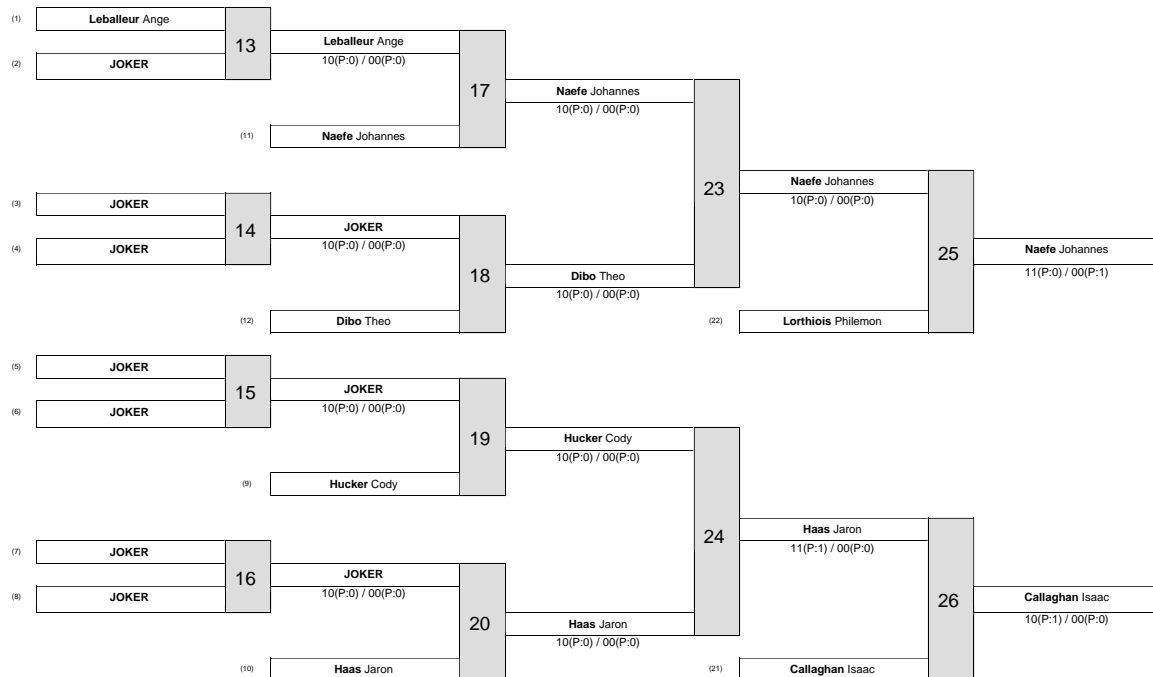 (1) Leballeur Ange
13
Leballeur Ange
10(P:0) / 00(P:0)
(2) JOKER
17
Naefe Johannes
10(P:0) / 00(P:0)
(11) Naefe Johannes
23
Naefe Johannes
10(P:0) / 00(P:0)
(3) JOKER
14
JOKER
10(P:0) / 00(P:0)
(4) JOKER
18
Dibo Theo
10(P:0) / 00(P:0)
(12) Dibo Theo
25
Naefe Johannes
11(P:0) / 00(P:1)
(22) Lorthiois Philemon
(5) JOKER
15
JOKER
10(P:0) / 00(P:0)
(6) JOKER
19
Hucker Cody
10(P:0) / 00(P:0)
(9) Hucker Cody
24
Haas Jaron
11(P:1) / 00(P:0)
(7) JOKER
16
JOKER
10(P:0) / 00(P:0)
(8) JOKER
20
Haas Jaron
10(P:0) / 00(P:0)
(10) Haas Jaron
26
Callaghan Isaac
10(P:1) / 00(P:0)
(21) Callaghan Isaac